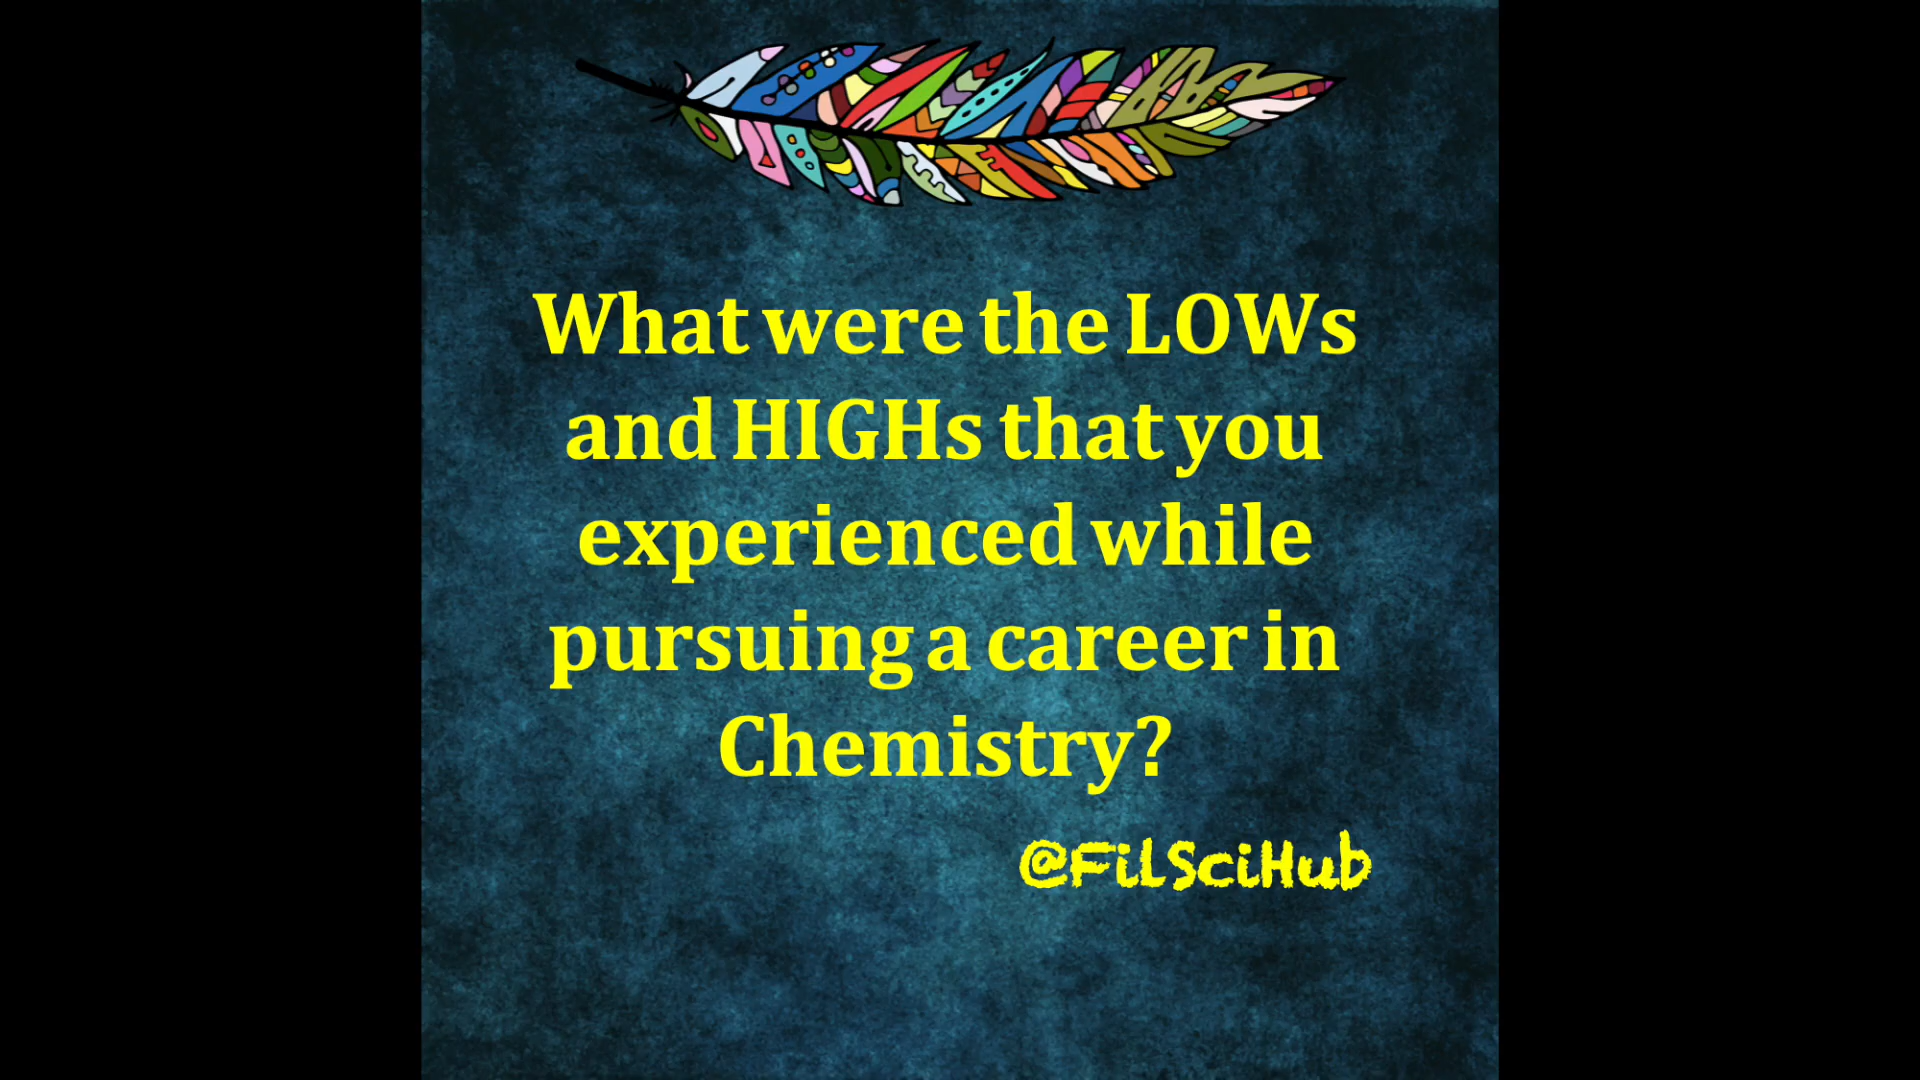 What were the LOWs
and HIGHs that you
experienced while
pursuing a career in
Chemistry?
@FilSciHub